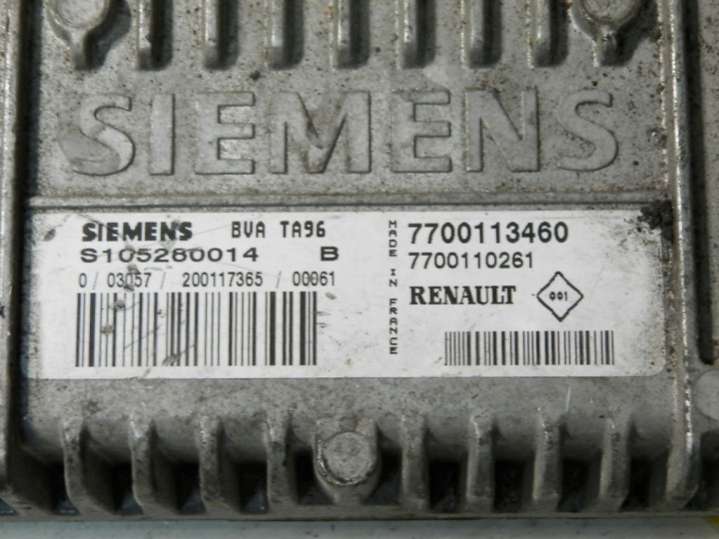 SIEMENS
SIEMENS BVA TA96
S105280014 B
0 / 03057 / 200117365 / 00061
MADE IN FRANCE
7700113460
7700110261
RENAULT 001